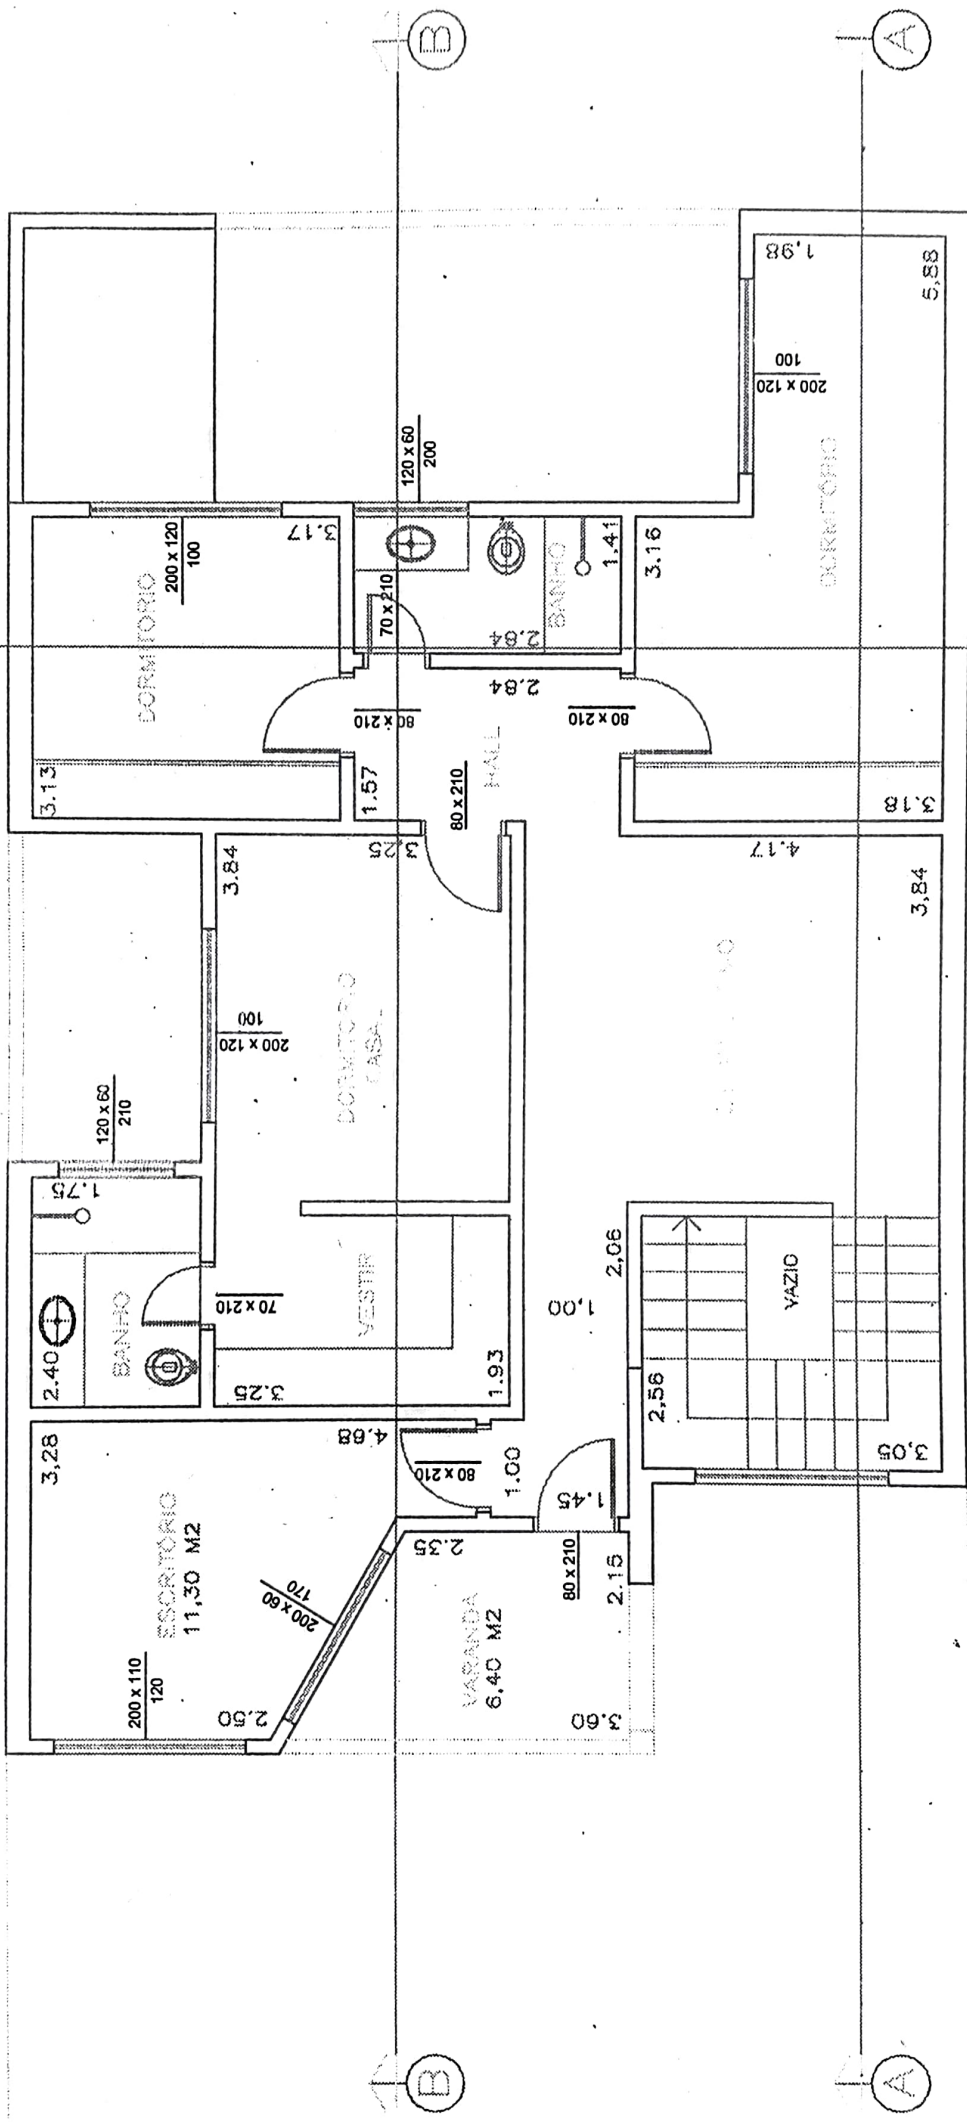 B
A
1,98
5,88
200 x 120
100
DORMITÓRIO
120 x 60
200
200 x 120
100
3.17
DORMITORIO
70 x 210
BANHO
1.41
2.84
3.16
2.84
80 x 210
80 x 210
HALL
80 x 210
3.13
1.57
3.18
3,25
4.17
3.84
3,84
DORMITORIO
CASAL
200 x 120
100
120 x 60
210
1.75
2.40
BANHO
70 x 210
VESTIR
3.25
1.93
1,00
2,06
VAZIO
2,56
3,05
3,28
4.68
80 x 210
1.00
1.45
ESCRITÓRIO
11,30 M2
200 x 60
170
200 x 110
120
2.50
2.35
80 x 210
2.15
VARANDA
6,40 M2
3.60
B
A